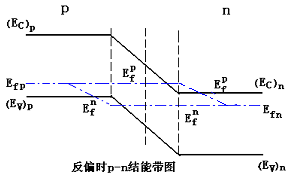 p n
(E_C)_p
E_f^p E_f^p (E_C)_n
E_fp
(E_V)_p E_f^n E_f^n E_fn
(E_V)_n
反偏时p-n结能带图